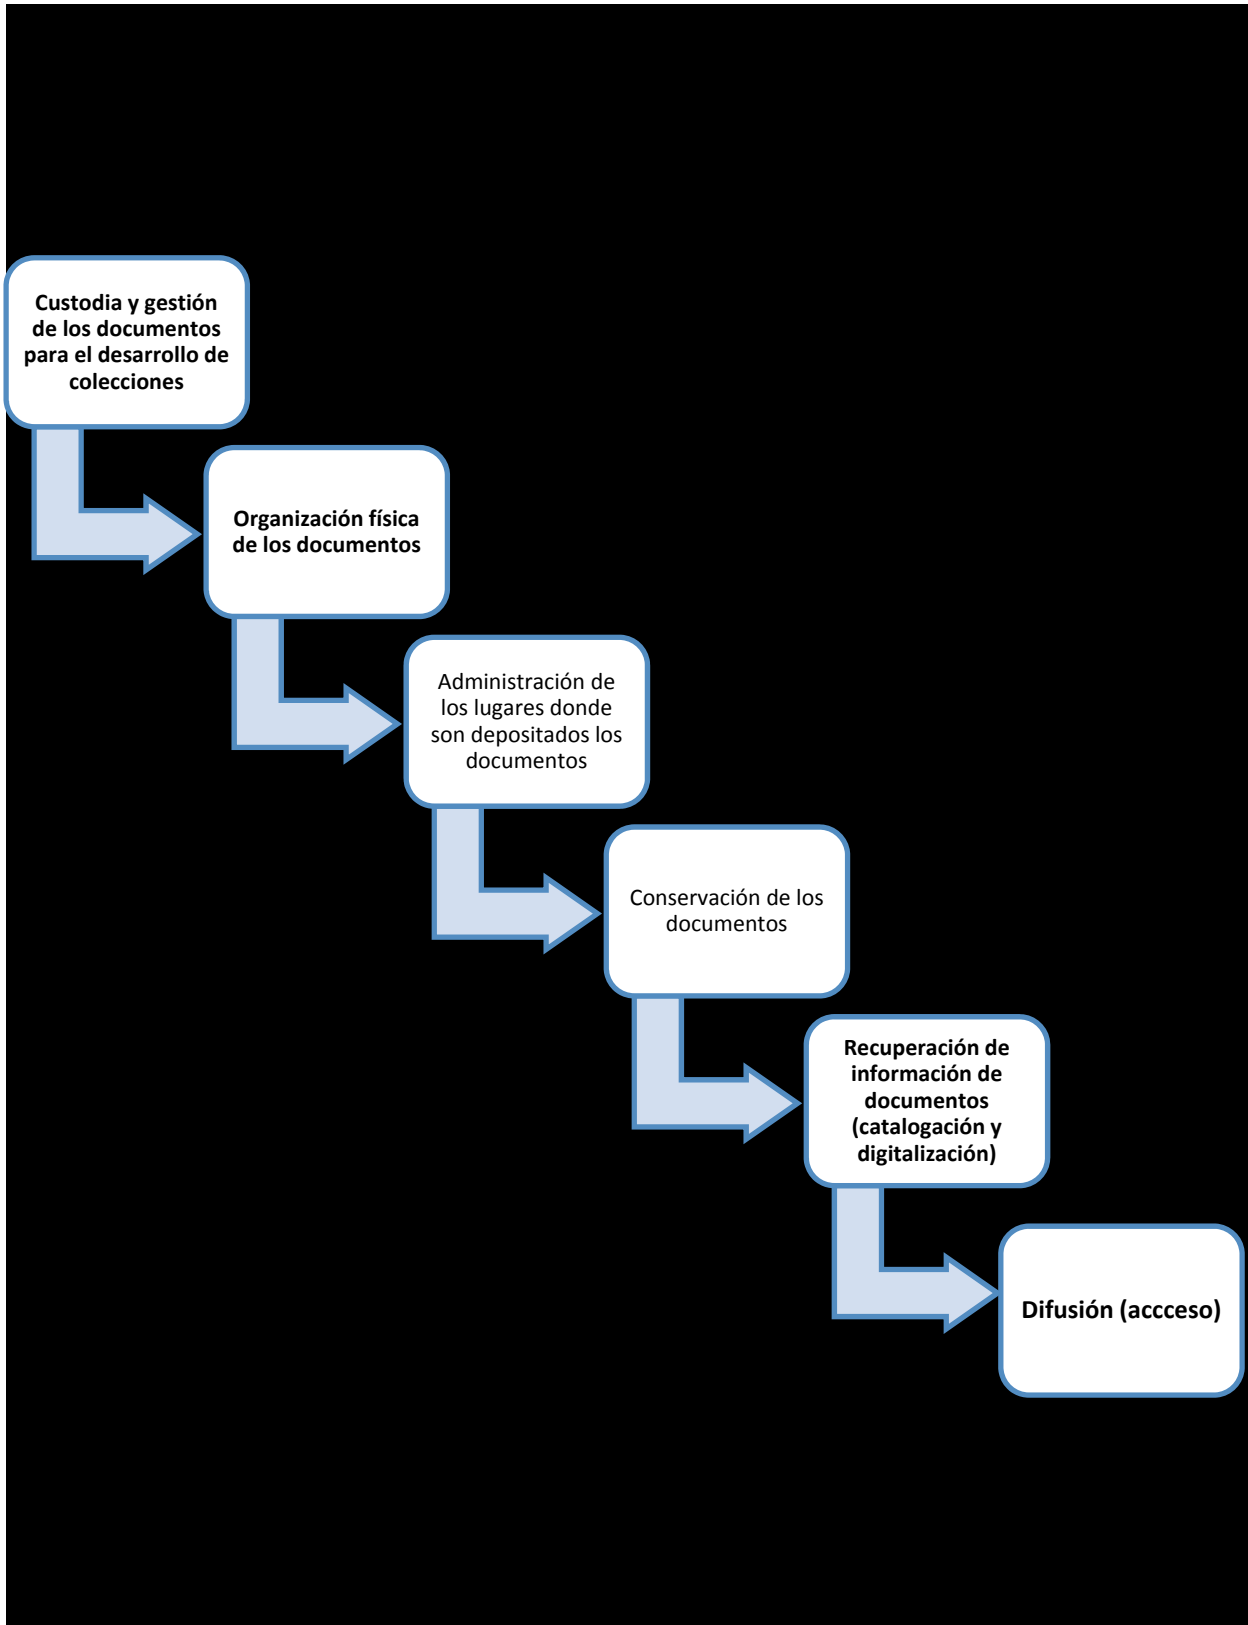 Custodia y gestión
de los documentos
para el desarrollo de
colecciones
Organización física
de los documentos
Administración de
los lugares donde
son depositados los
documentos
Conservación de los
documentos
Recuperación de
información de
documentos
(catalogación y
digitalización)
Difusión (accceso)